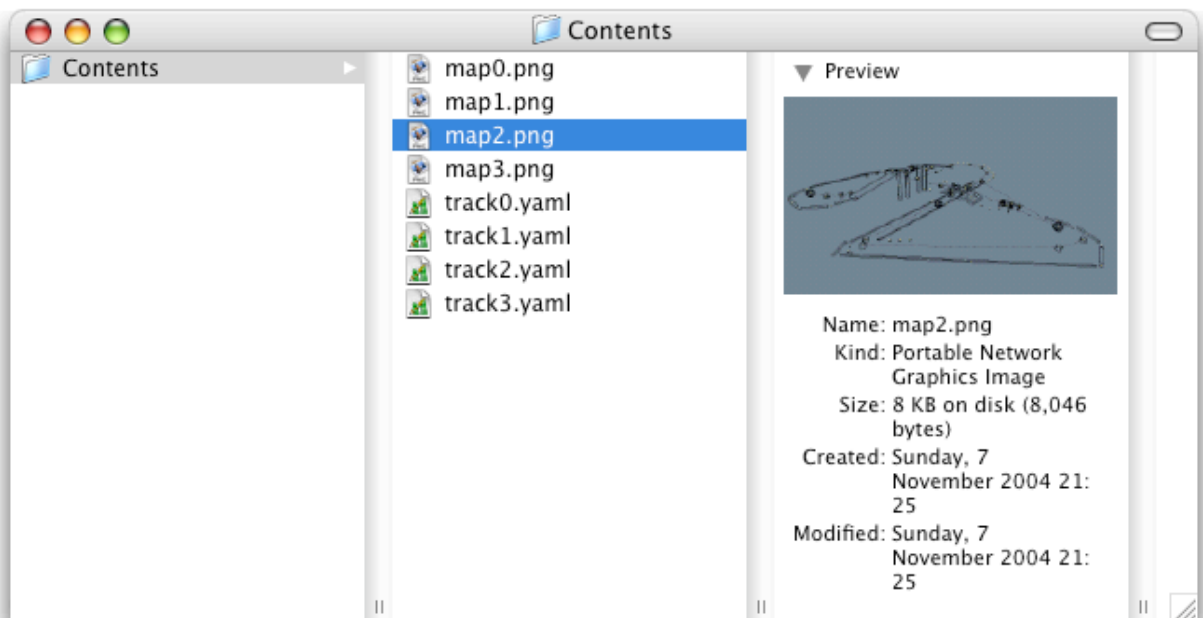 Contents
Contents
map0.png
map1.png
map2.png
map3.png
track0.yaml
track1.yaml
track2.yaml
track3.yaml
Preview
Name: map2.png
Kind: Portable Network
Graphics Image
Size: 8 KB on disk (8,046
bytes)
Created: Sunday, 7
November 2004 21:
25
Modified: Sunday, 7
November 2004 21:
25